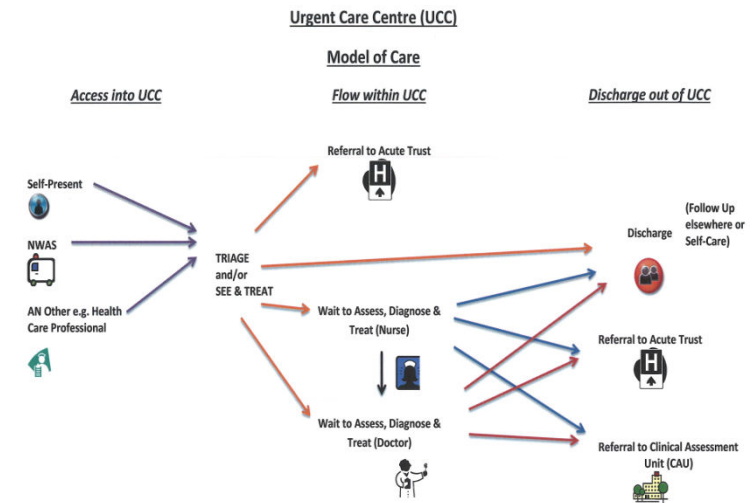 Urgent Care Centre (UCC)
Model of Care
Access into UCC
Flow within UCC
Discharge out of UCC
Self-Present
NWAS
AN Other e.g. Health
Care Professional
TRIAGE
and/or
SEE & TREAT
Referral to Acute Trust
H
Wait to Assess, Diagnose &
Treat (Nurse)
Wait to Assess, Diagnose &
Treat (Doctor)
Discharge
(Follow Up
elsewhere or
Self-Care)
Referral to Acute Trust
H
Referral to Clinical Assessment
Unit (CAU)